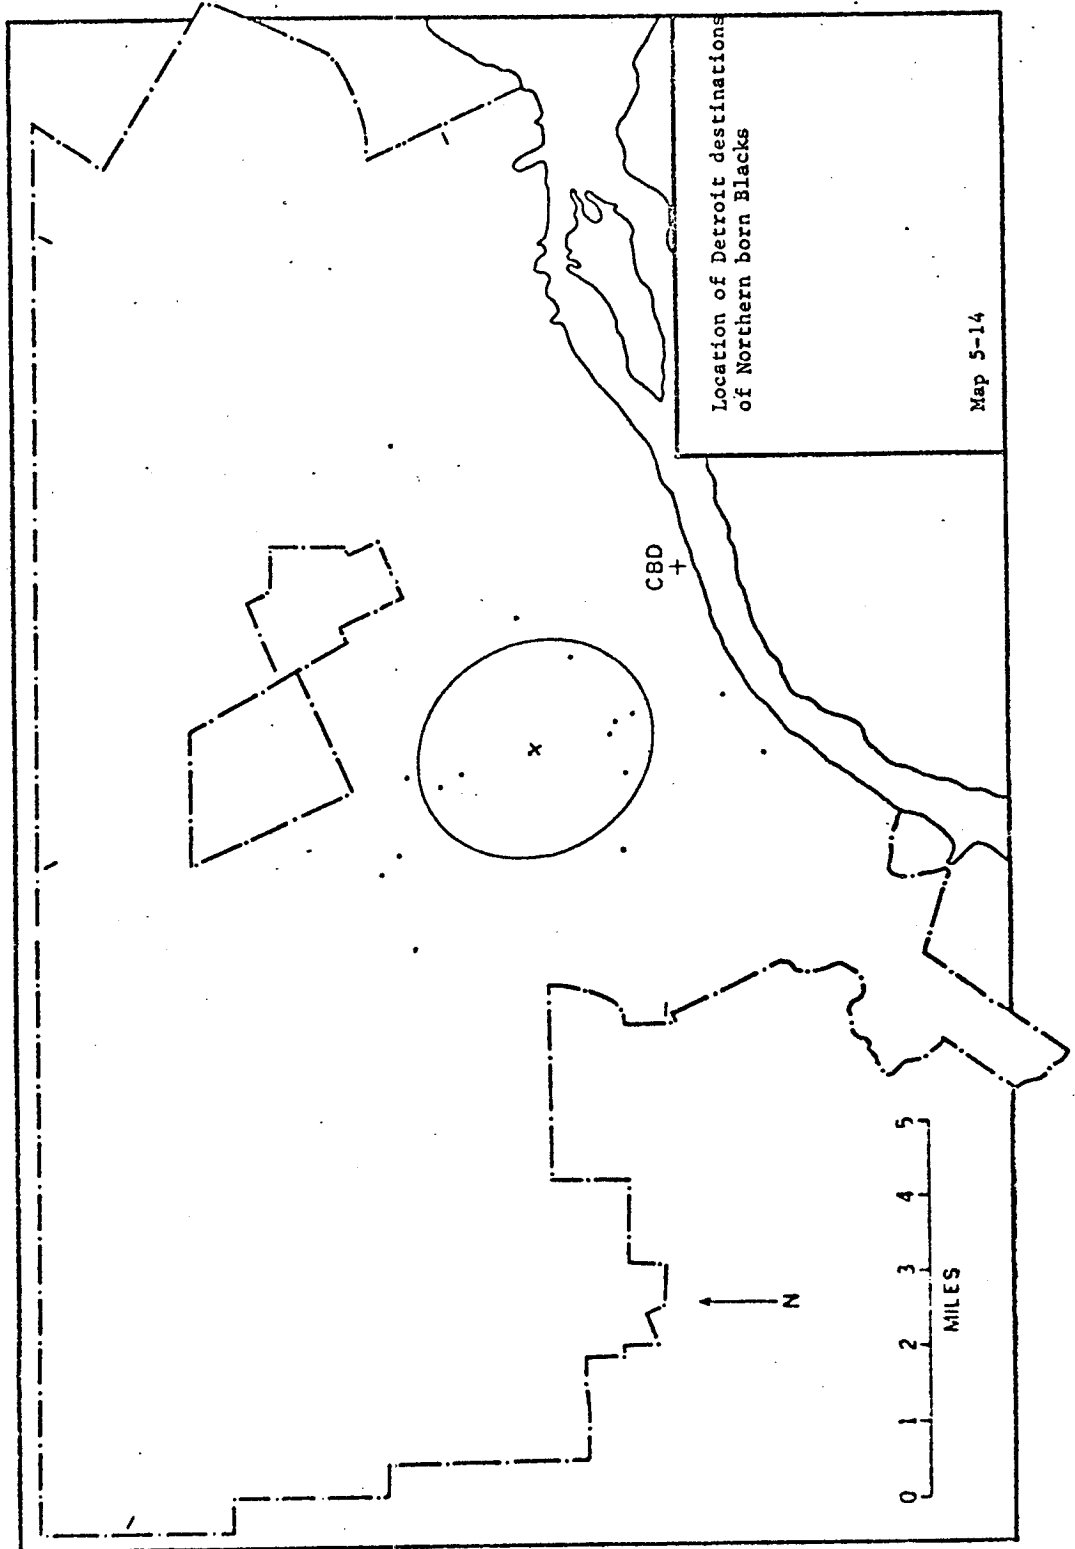 CBD
Location of Detroit destinations
of Northern born Blacks
Map 5-14
N
0 1 2 3 4 5
MILES